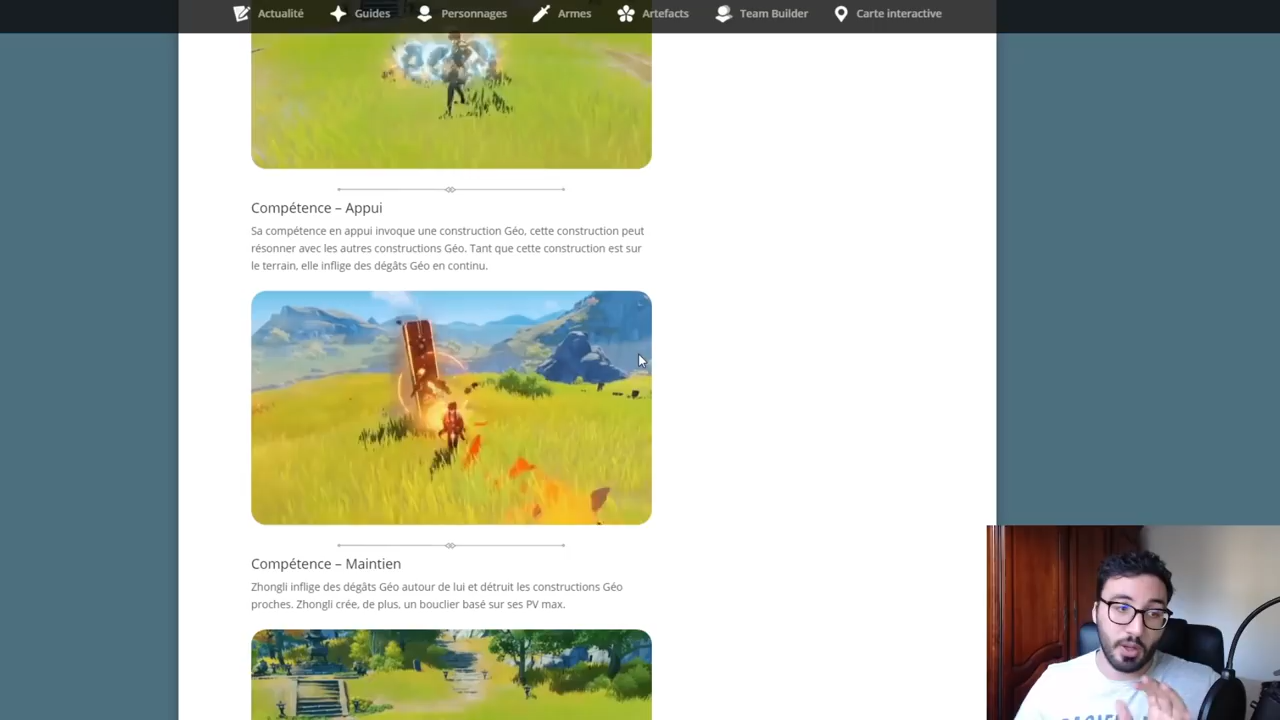 Actualité Guides Personnages Armes Artefacts Team Builder Carte interactive
Compétence – Appui
Sa compétence en appui invoque une construction Géo, cette construction peut
résonner avec les autres constructions Géo. Tant que cette construction est sur
le terrain, elle inflige des dégâts Géo en continu.
Compétence – Maintien
Zhongli inflige des dégâts Géo autour de lui et détruit les constructions Géo
proches. Zhongli crée, de plus, un bouclier basé sur ses PV max.